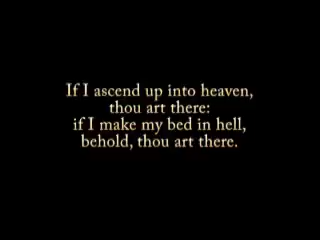 If I ascend up into heaven,
thou art there:
if I make my bed in hell,
behold, thou art there.